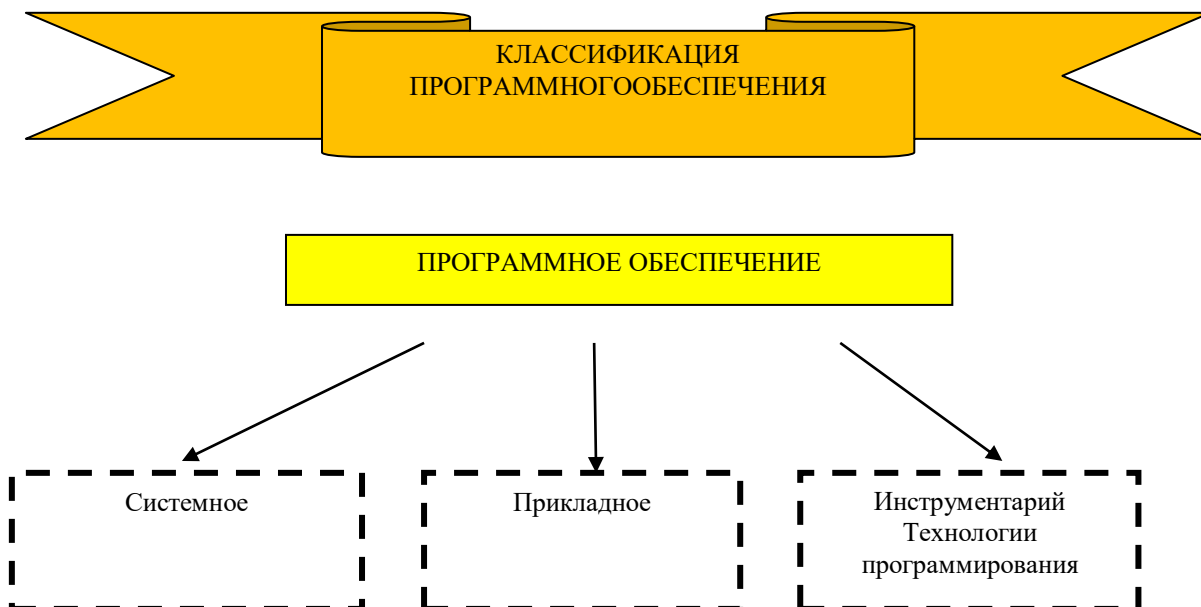 КЛАССИФИКАЦИЯ
ПРОГРАММНОГООБЕСПЕЧЕНИЯ
ПРОГРАММНОЕ ОБЕСПЕЧЕНИЕ
Системное
Прикладное
Инструментарий
Технологии
программирования